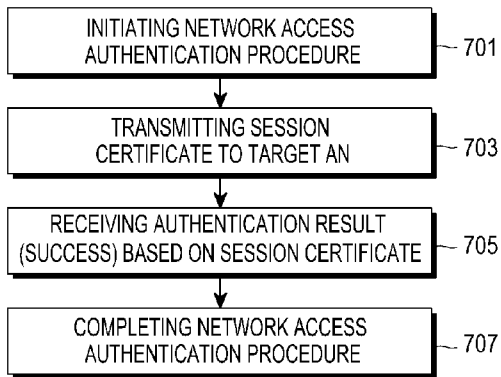 INITIATING NETWORK ACCESS
AUTHENTICATION PROCEDURE
701
TRANSMITTING SESSION
CERTIFICATE TO TARGET AN
703
RECEIVING AUTHENTICATION RESULT
(SUCCESS) BASED ON SESSION CERTIFICATE
705
COMPLETING NETWORK ACCESS
AUTHENTICATION PROCEDURE
707